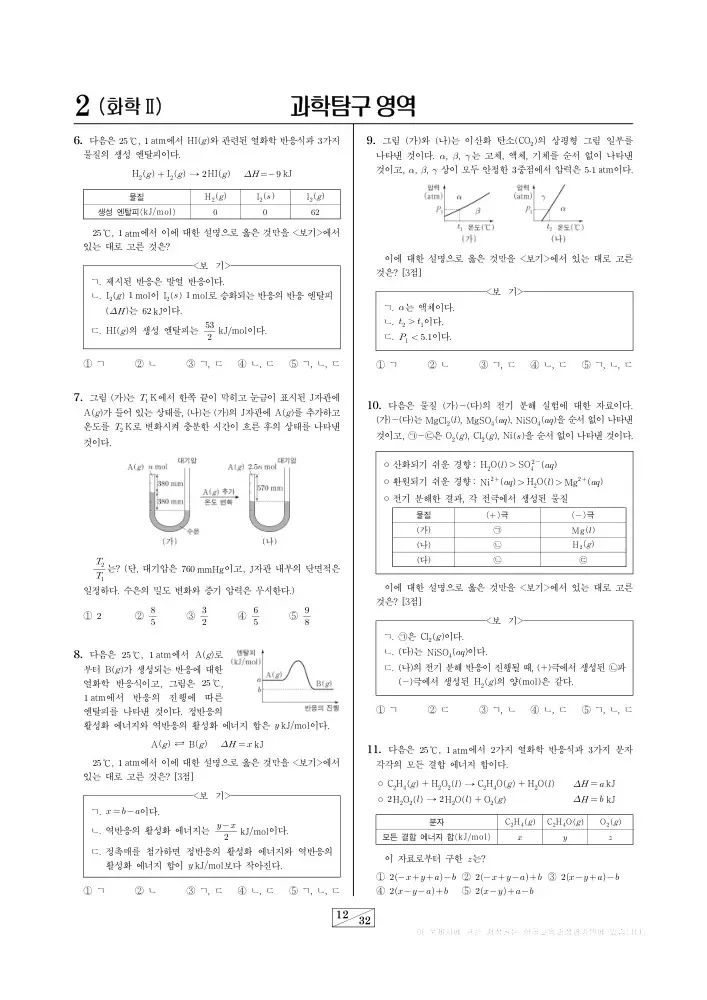 2 (화학 Ⅱ)
과학탐구 영역
6. 다음은 25℃, 1 atm에서 HI(g)와 관련된 열화학 반응식과 3가지
물질의 생성 엔탈피이다.
H₂(g) + I₂(g) → 2HI(g) ΔH = −9 kJ
물질 H₂(g) I₂(s) I₂(g)
생성 엔탈피(kJ/mol) 0 0 62
25℃, 1 atm에서 이에 대한 설명으로 옳은 것만을 <보기>에서
있는 대로 고른 것은?
<보 기>
ㄱ. 제시된 반응은 발열 반응이다.
ㄴ. I₂(g) 1 mol이 I₂(s) 1 mol로 승화되는 반응의 반응 엔탈피
(ΔH)는 62 kJ이다.
ㄷ. HI(g)의 생성 엔탈피는 53/2 kJ/mol이다.
① ㄱ ② ㄴ ③ ㄱ, ㄷ ④ ㄴ, ㄷ ⑤ ㄱ, ㄴ, ㄷ
7. 그림 (가)는 T₁ K에서 한쪽 끝이 막히고 눈금이 표시된 J자관에
A(g)가 들어 있는 상태를, (나)는 (가)의 J자관에 A(g)를 추가하고
온도를 T₂ K로 변화시켜 충분한 시간이 흐른 후의 상태를 나타낸
것이다.
A(g) n mol 대기압 A(g) 2.5n mol 대기압
380 mm
380 mm
A(g) 추가
온도 변화
570 mm
수은
(가) (나)
T₂/T₁는? (단, 대기압은 760 mmHg이고, J자관 내부의 단면적은
일정하다. 수은의 밀도 변화와 증기 압력은 무시한다.)
① 2 ② 8/5 ③ 3/2 ④ 6/5 ⑤ 9/8
8. 다음은 25℃, 1 atm에서 A(g)로
부터 B(g)가 생성되는 반응에 대한
열화학 반응식이고, 그림은 25℃,
1 atm에서 반응의 진행에 따른
엔탈피를 나타낸 것이다. 정반응의
활성화 에너지와 역반응의 활성화 에너지 합은 y kJ/mol이다.
엔탈피
(kJ/mol)
a
b
A(g)
B(g)
반응의 진행
A(g) ⇌ B(g) ΔH = x kJ
25℃, 1 atm에서 이에 대한 설명으로 옳은 것만을 <보기>에서
있는 대로 고른 것은? [3점]
<보 기>
ㄱ. x = b − a이다.
ㄴ. 역반응의 활성화 에너지는 (y−x)/2 kJ/mol이다.
ㄷ. 정촉매를 첨가하면 정반응의 활성화 에너지와 역반응의
활성화 에너지 합이 y kJ/mol보다 작아진다.
① ㄱ ② ㄴ ③ ㄱ, ㄷ ④ ㄴ, ㄷ ⑤ ㄱ, ㄴ, ㄷ
9. 그림 (가)와 (나)는 이산화 탄소(CO₂)의 상평형 그림 일부를
나타낸 것이다. α, β, γ는 고체, 액체, 기체를 순서 없이 나타낸
것이고, α, β, γ 상이 모두 안정한 3중점에서 압력은 5.1 atm이다.
압력
(atm)
P₁
α
β
t₁ 온도(℃)
(가)
압력
(atm)
1
γ
α
t₂ 온도(℃)
(나)
이에 대한 설명으로 옳은 것만을 <보기>에서 있는 대로 고른
것은? [3점]
<보 기>
ㄱ. α는 액체이다.
ㄴ. t₂ > t₁이다.
ㄷ. P₁ < 5.1이다.
① ㄱ ② ㄴ ③ ㄱ, ㄷ ④ ㄴ, ㄷ ⑤ ㄱ, ㄴ, ㄷ
10. 다음은 물질 (가)~(다)의 전기 분해 실험에 대한 자료이다.
(가)~(다)는 MgCl₂(l), MgSO₄(aq), NiSO₄(aq)을 순서 없이 나타낸
것이고, ㉠~㉢은 O₂(g), Cl₂(g), Ni(s)을 순서 없이 나타낸 것이다.
○ 산화되기 쉬운 경향 : H₂O(l) > SO₄²⁻(aq)
○ 환원되기 쉬운 경향 : Ni²⁺(aq) > H₂O(l) > Mg²⁺(aq)
○ 전기 분해한 결과, 각 전극에서 생성된 물질
물질 (+)극 (−)극
(가) ㉠ Mg(l)
(나) ㉡ H₂(g)
(다) ㉡ ㉢
이에 대한 설명으로 옳은 것만을 <보기>에서 있는 대로 고른
것은? [3점]
<보 기>
ㄱ. ㉠은 Cl₂(g)이다.
ㄴ. (다)는 NiSO₄(aq)이다.
ㄷ. (나)의 전기 분해 반응이 진행될 때, (+)극에서 생성된 ㉡과
(−)극에서 생성된 H₂(g)의 양(mol)은 같다.
① ㄱ ② ㄷ ③ ㄱ, ㄴ ④ ㄴ, ㄷ ⑤ ㄱ, ㄴ, ㄷ
11. 다음은 25℃, 1 atm에서 2가지 열화학 반응식과 3가지 분자
각각의 모든 결합 에너지 합이다.
○ C₂H₄(g) + H₂O₂(l) → C₂H₄O(g) + H₂O(l) ΔH = a kJ
○ 2H₂O₂(l) → 2H₂O(l) + O₂(g) ΔH = b kJ
분자 C₂H₄(g) C₂H₄O(g) O₂(g)
모든 결합 에너지 합(kJ/mol) x y z
이 자료로부터 구한 z는?
① 2(−x+y+a)−b ② 2(−x+y−a)+b ③ 2(x−y+a)−b
④ 2(x−y−a)+b ⑤ 2(x−y)+a−b
12 32
이 문제지에 관한 저작권은 한국교육과정평가원에 있습니다.